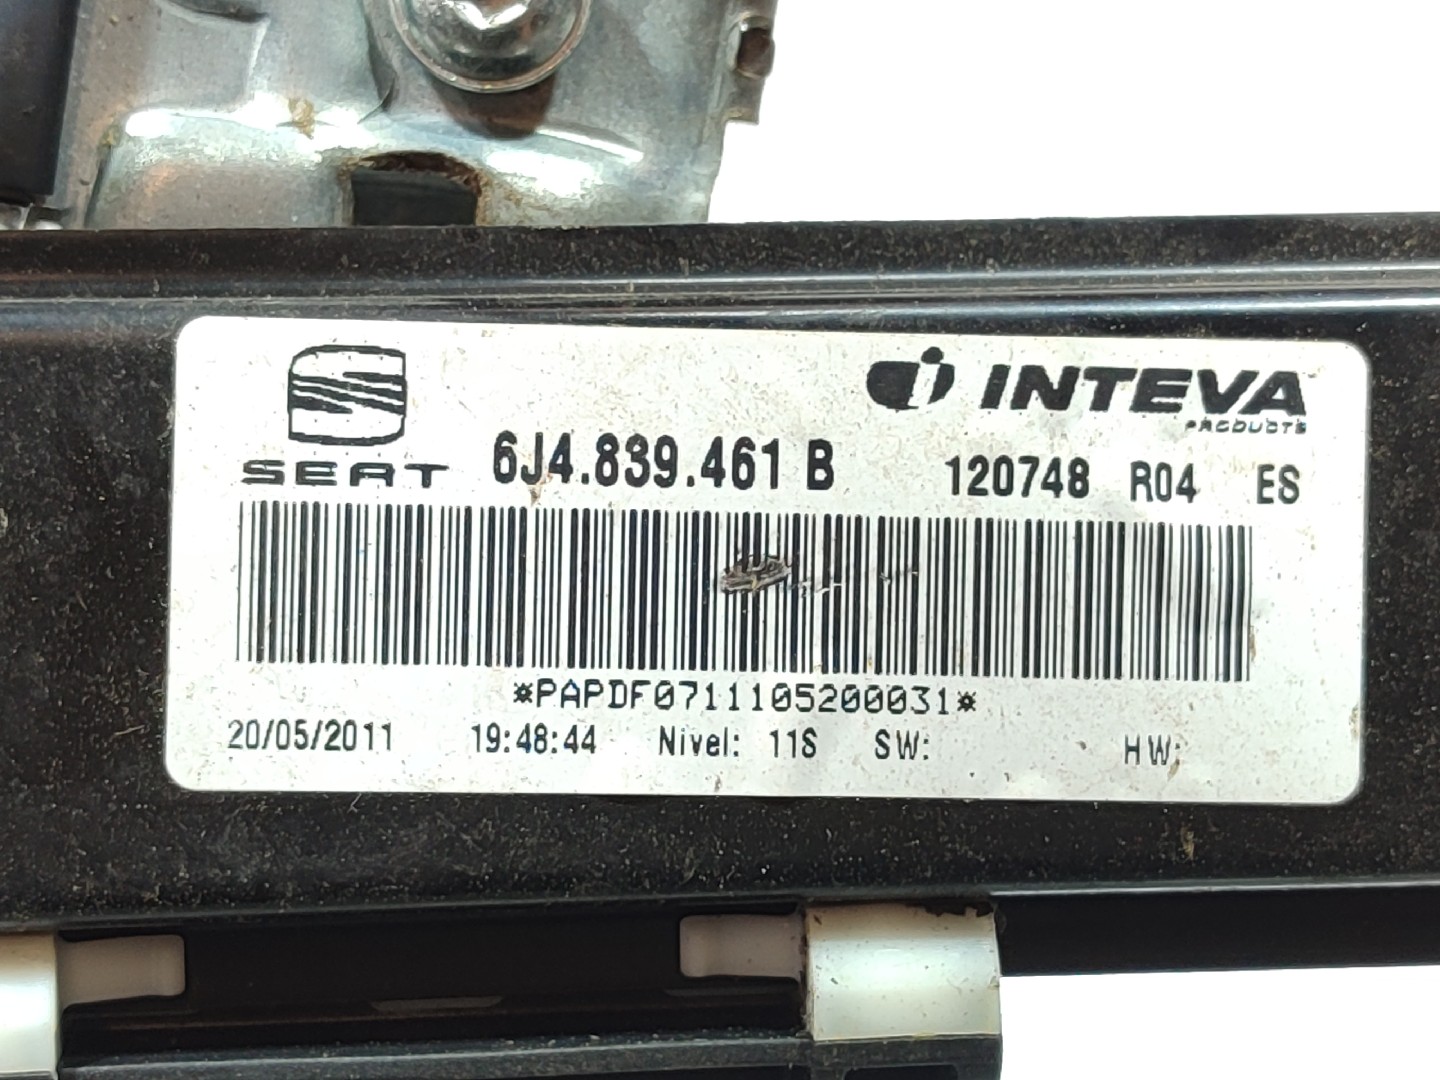 SEAT
6J4.839.461 B
INTEVA
PRODUCTS
120748 R04 ES
*PAPDF0711105200031*
20/05/2011 19:48:44 Nivel: 11S SW: HW: